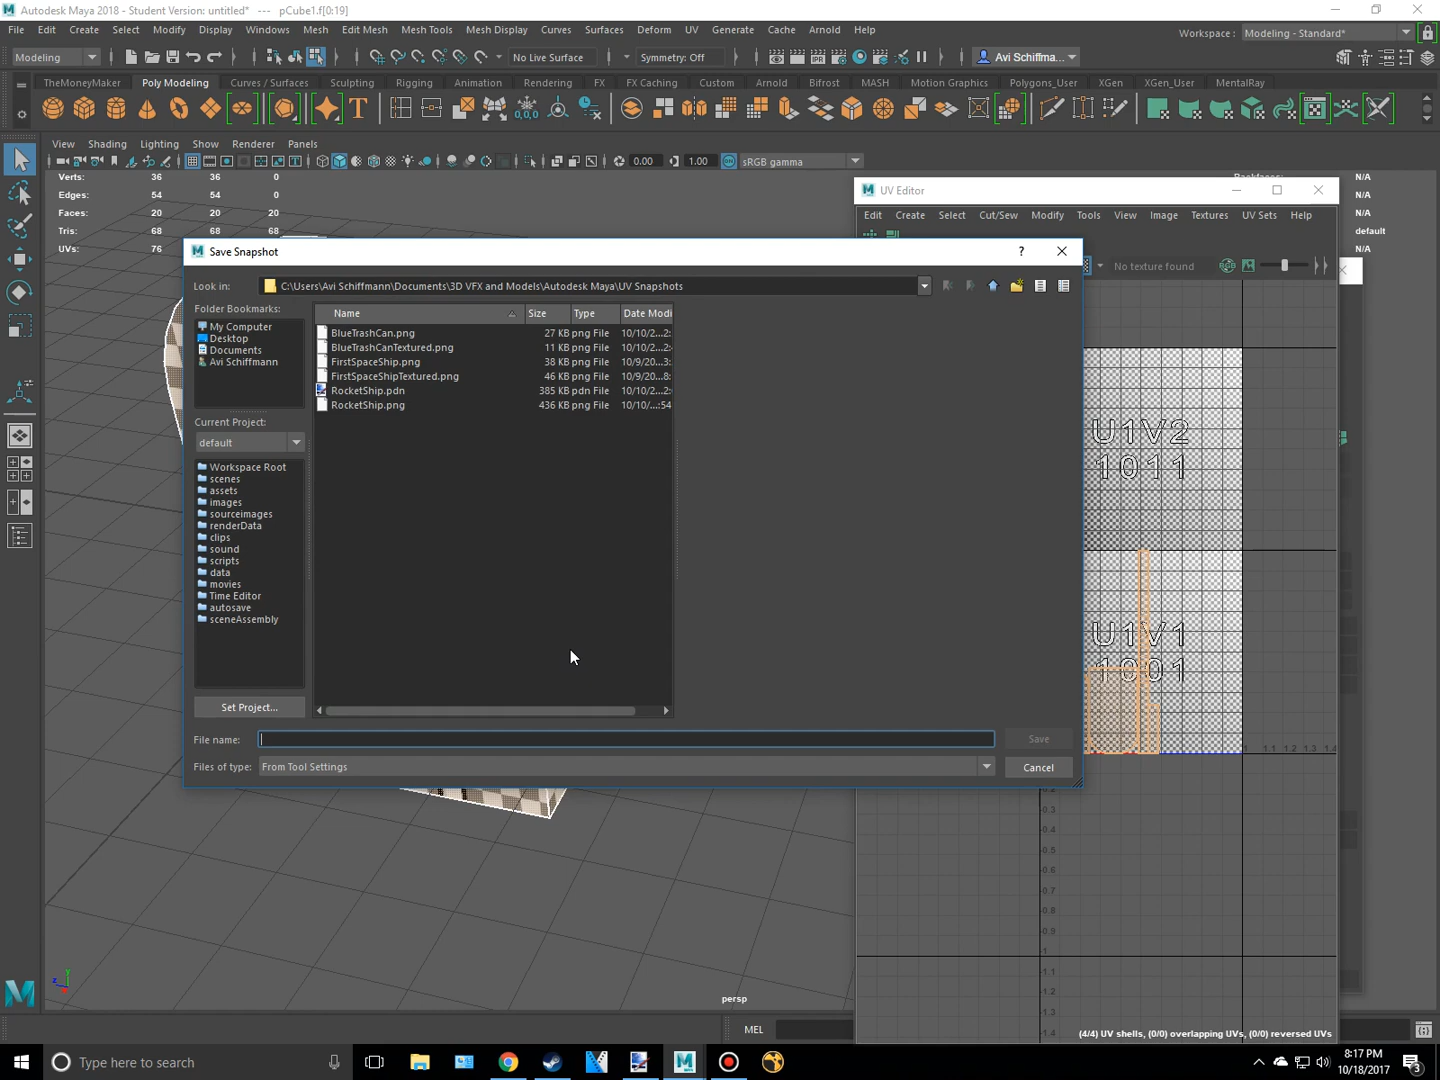 Autodesk Maya 2018 - Student Version: untitled* --- pCube1.f[0:19]
File Edit Create Select Modify Display Windows Mesh Edit Mesh Mesh Tools Mesh Display Curves Surfaces Deform UV Generate Cache Arnold Help
Workspace : Modeling - Standard*
Modeling No Live Surface Symmetry: Off Avi Schiffma...
TheMoneyMaker Poly Modeling Curves / Surfaces Sculpting Rigging Animation Rendering FX FX Caching Custom Arnold Bifrost MASH Motion Graphics Polygons_User XGen XGen_User MentalRay
View Shading Lighting Show Renderer Panels
0.00 1.00 sRGB gamma
Verts: 36 36 0
Edges: 54 54 0
Faces: 20 20 20
Tris: 68 68 68
UVs: 76
N/A
N/A
N/A
default
N/A
UV Editor
Edit Create Select Cut/Sew Modify Tools View Image Textures UV Sets Help
No texture found
Save Snapshot
Look in: C:\Users\Avi Schiffmann\Documents\3D VFX and Models\Autodesk Maya\UV Snapshots
Folder Bookmarks:
My Computer
Desktop
Documents
Avi Schiffmann
Current Project:
default
Workspace Root
scenes
assets
images
sourceimages
renderData
clips
sound
scripts
data
movies
Time Editor
autosave
sceneAssembly
Set Project...
Name Size Type Date Modi
BlueTrashCan.png 27 KB png File 10/10/2...2:
BlueTrashCanTextured.png 11 KB png File 10/10/2...2:
FirstSpaceShip.png 38 KB png File 10/9/20...3:
FirstSpaceShipTextured.png 46 KB png File 10/9/20...8:
RocketShip.pdn 385 KB pdn File 10/10/2...2:
RocketShip.png 436 KB png File 10/10/...:54
File name: Save
Files of type: From Tool Settings Cancel
U1V2
1011
U1V1
1001
1 1.1 1.2 1.3 1.4
-0.3
-0.4
-0.5
-0.6
-0.7
-0.8
-0.9
-1
-1.1
-1.2
-1.3
-1.4
(4/4) UV shells, (0/0) overlapping UVs, (0/0) reversed UVs
persp
MEL
Type here to search
8:17 PM
10/18/2017
3